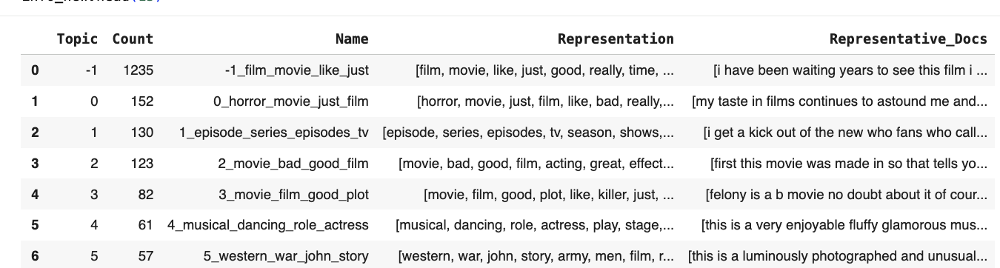 Topic Count Name Representation Representative_Docs
0 -1 1235 -1_film_movie_like_just [film, movie, like, just, good, really, time, ... [i have been waiting years to see this film i ...
1 0 152 0_horror_movie_just_film [horror, movie, just, film, like, bad, really,... [my taste in films continues to astound me and...
2 1 130 1_episode_series_episodes_tv [episode, series, episodes, tv, season, shows,... [i get a kick out of the new who fans who call...
3 2 123 2_movie_bad_good_film [movie, bad, good, film, acting, great, effect... [first this movie was made in so that tells yo...
4 3 82 3_movie_film_good_plot [movie, film, good, plot, like, killer, just, ... [felony is a b movie no doubt about it of cour...
5 4 61 4_musical_dancing_role_actress [musical, dancing, role, actress, play, stage,... [this is a very enjoyable fluffy glamorous mus...
6 5 57 5_western_war_john_story [western, war, john, story, army, men, film, r... [this is a luminously photographed and unusual...